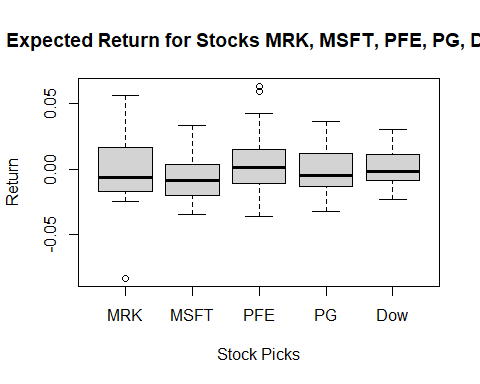 Expected Return for Stocks MRK, MSFT, PFE, PG, D
0.05
0.00
-0.05
Return
MRK MSFT PFE PG Dow
Stock Picks